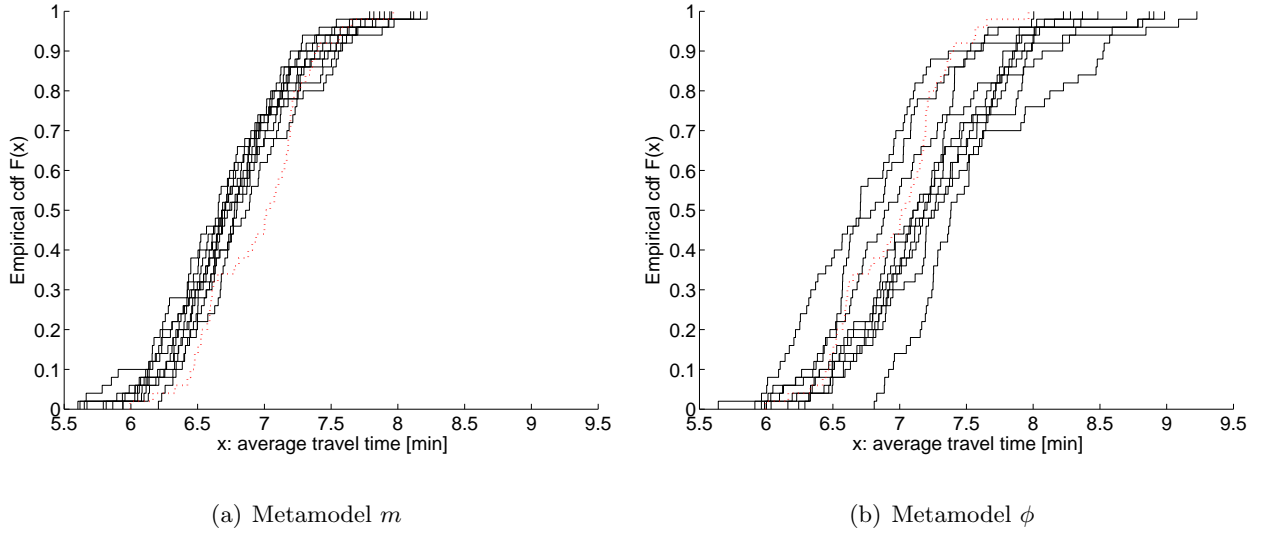 1
0.9
0.8
0.7
0.6
0.5
0.4
0.3
0.2
0.1
0
Empirical cdf F(x)
5.5 6 6.5 7 7.5 8 8.5 9 9.5
x: average travel time [min]
(a) Metamodel m
1
0.9
0.8
0.7
0.6
0.5
0.4
0.3
0.2
0.1
0
Empirical cdf F(x)
5.5 6 6.5 7 7.5 8 8.5 9 9.5
x: average travel time [min]
(b) Metamodel ϕ